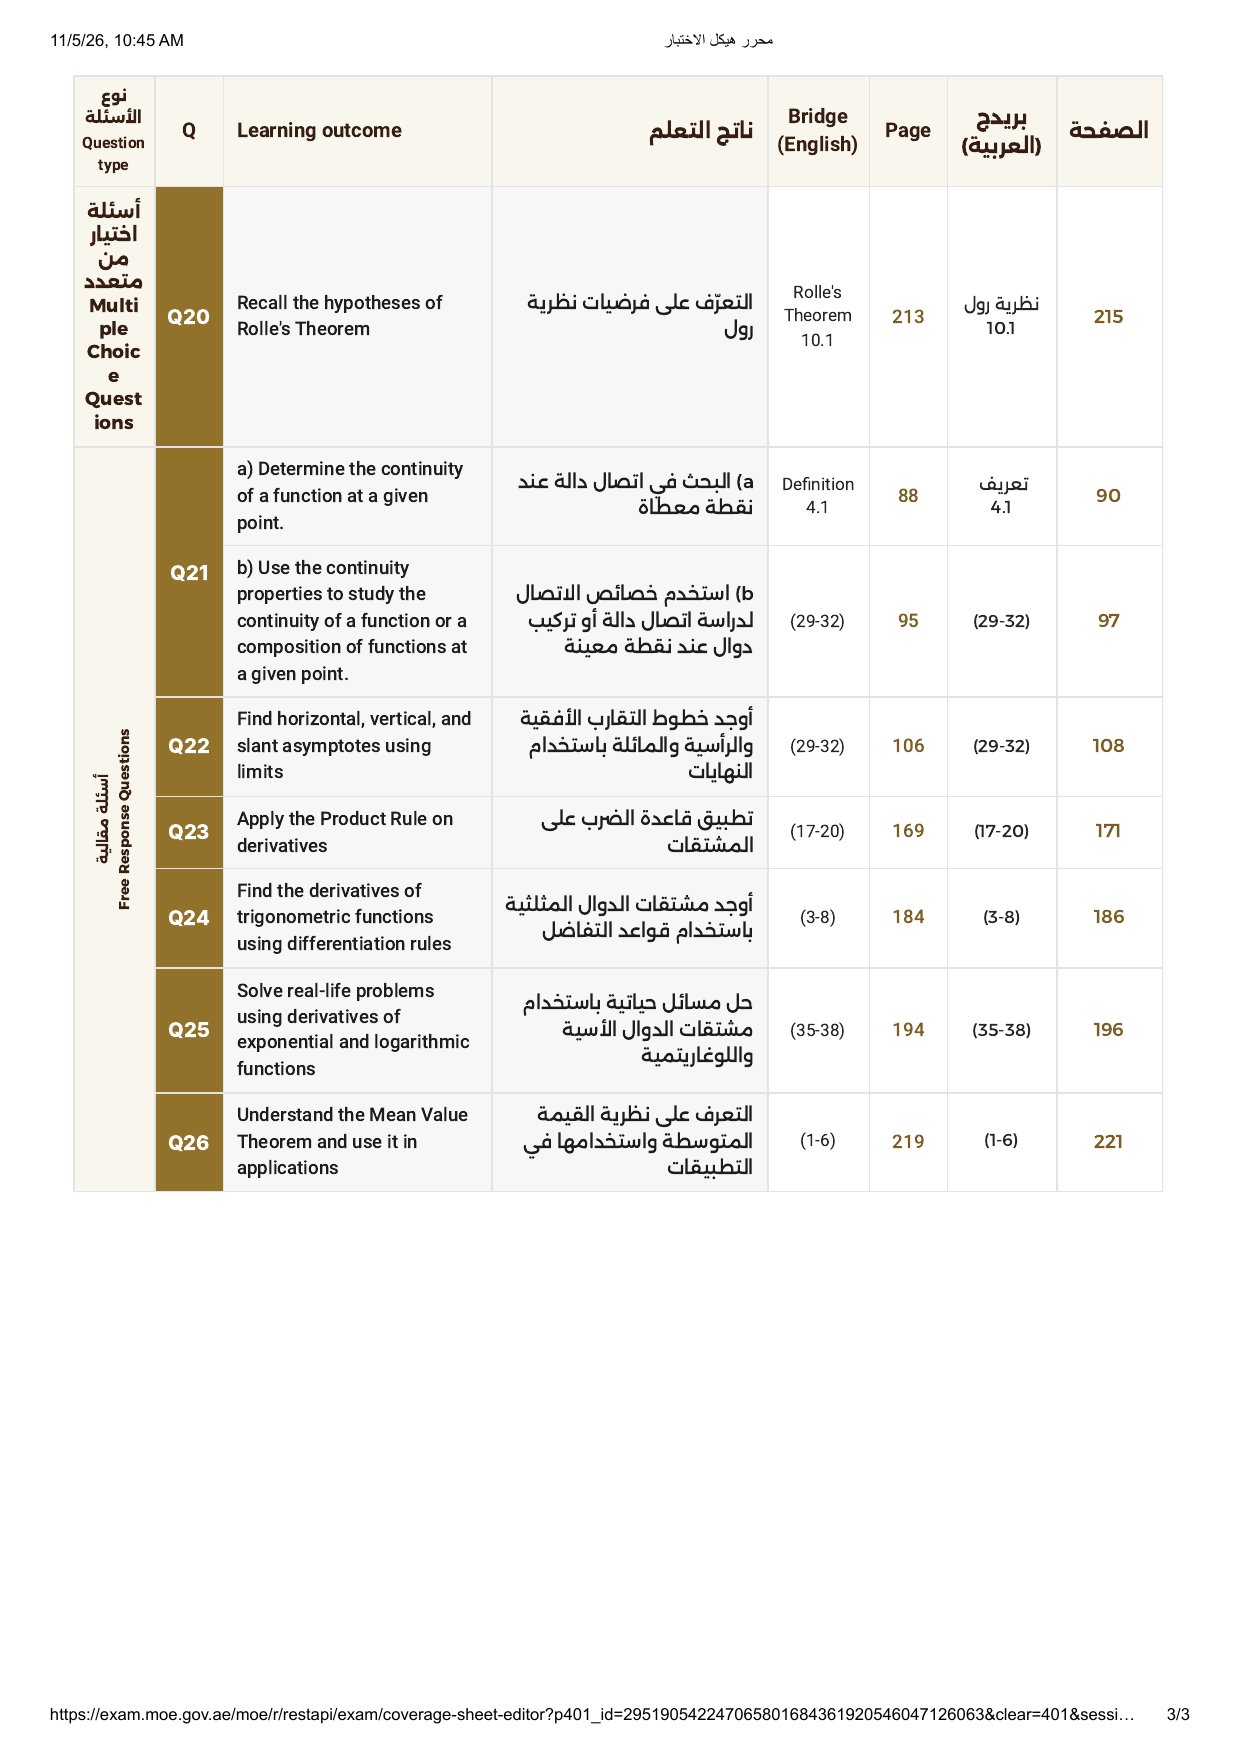 11/5/26, 10:45 AM
محرر هيكل الاختبار
نوع
الأسئلة
Question
type
Q
Learning outcome
ناتج التعلم
Bridge
(English)
Page
بريدج
(العربية)
الصفحة
أسئلة
اختيار
من
متعدد
Multi
ple
Choic
e
Quest
ions
Q20
Recall the hypotheses of
Rolle's Theorem
التعرّف على فرضيات نظرية
رول
Rolle's
Theorem
10.1
213
نظرية رول
10.1
215
أسئلة مقالية
Free Response Questions
Q21
a) Determine the continuity
of a function at a given
point.
a) البحث في اتصال دالة عند
نقطة معطاة
Definition
4.1
88
تعريف
4.1
90
b) Use the continuity
properties to study the
continuity of a function or a
composition of functions at
a given point.
b) استخدم خصائص الاتصال
لدراسة اتصال دالة أو تركيب
دوال عند نقطة معينة
(29-32)
95
(29-32)
97
Q22
Find horizontal, vertical, and
slant asymptotes using
limits
أوجد خطوط التقارب الأفقية
والرأسية والمائلة باستخدام
النهايات
(29-32)
106
(29-32)
108
Q23
Apply the Product Rule on
derivatives
تطبيق قاعدة الضرب على
المشتقات
(17-20)
169
(17-20)
171
Q24
Find the derivatives of
trigonometric functions
using differentiation rules
أوجد مشتقات الدوال المثلثية
باستخدام قواعد التفاضل
(3-8)
184
(3-8)
186
Q25
Solve real-life problems
using derivatives of
exponential and logarithmic
functions
حل مسائل حياتية باستخدام
مشتقات الدوال الأسية
واللوغاريتمية
(35-38)
194
(35-38)
196
Q26
Understand the Mean Value
Theorem and use it in
applications
التعرف على نظرية القيمة
المتوسطة واستخدامها في
التطبيقات
(1-6)
219
(1-6)
221
https://exam.moe.gov.ae/moe/r/restapi/exam/coverage-sheet-editor?p401_id=295190542247065801684361920546047126063&clear=401&sessi…
3/3